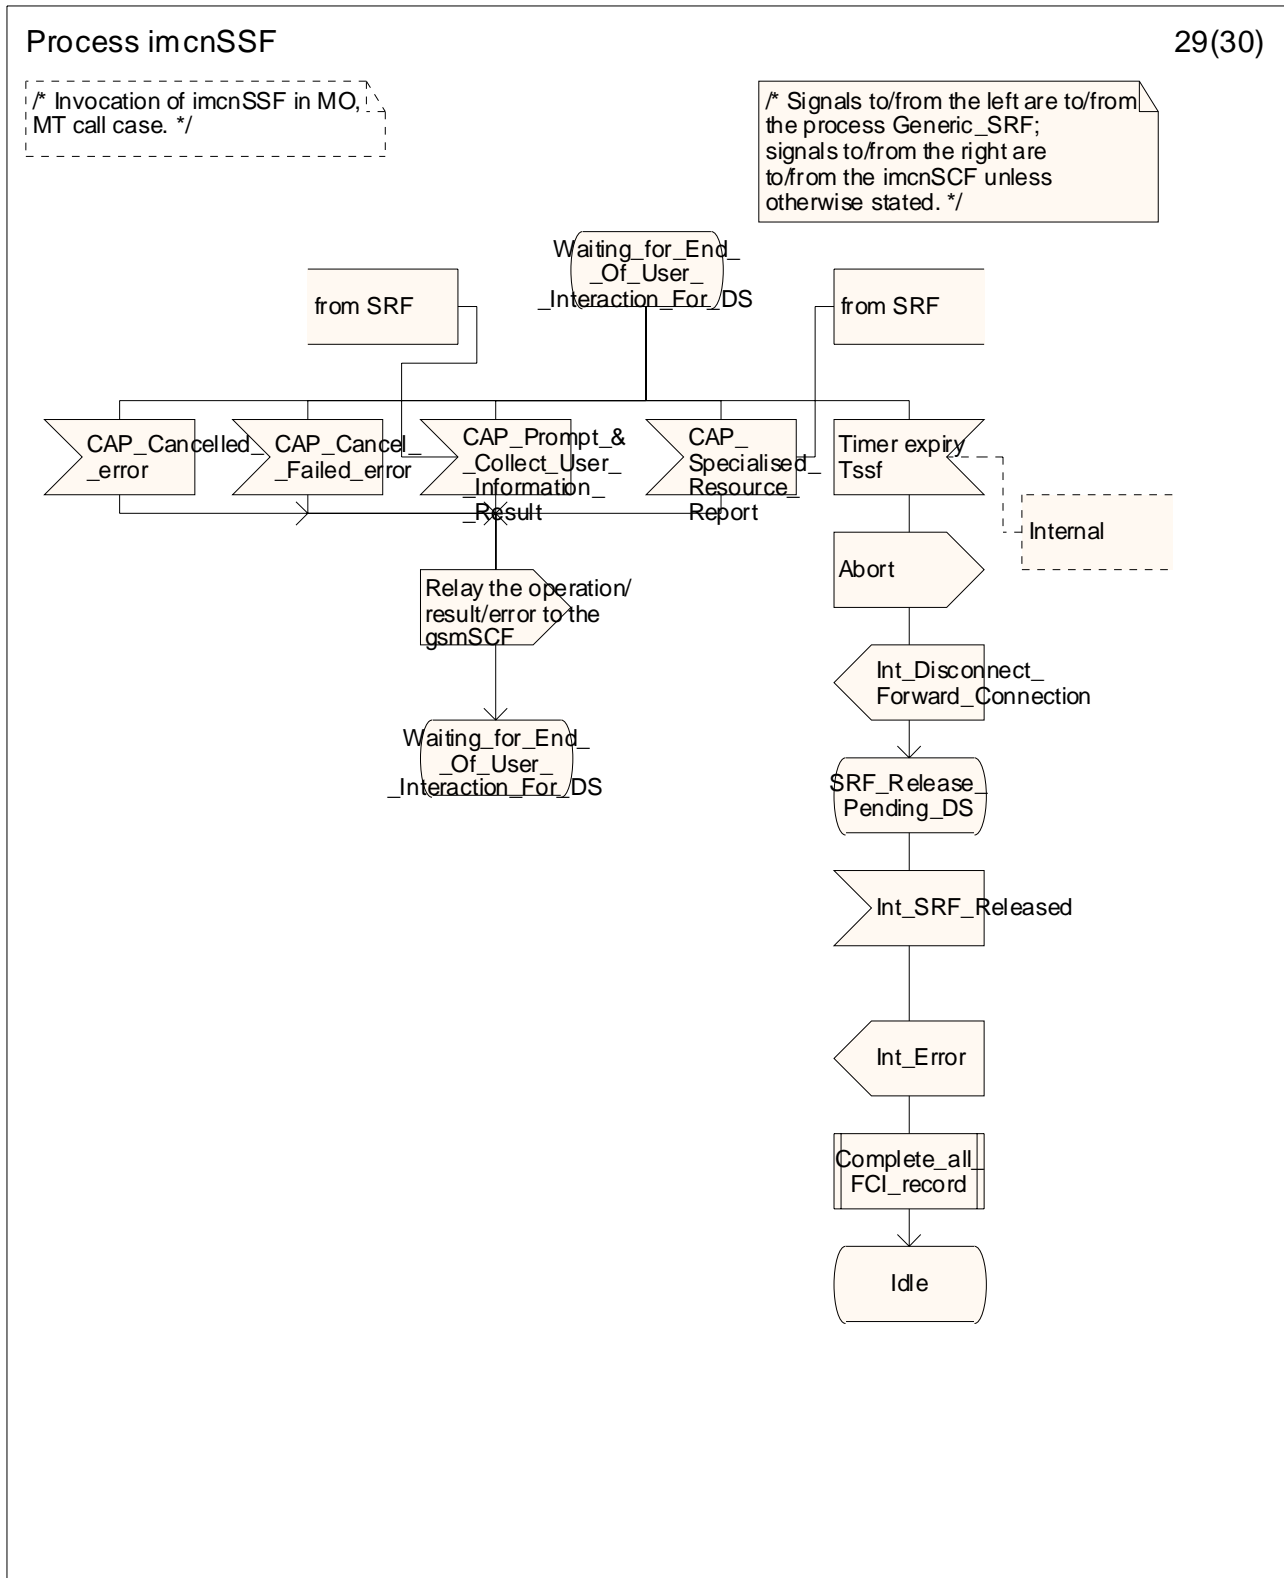 Process imcnSSF
29(30)
/* Invocation of imcnSSF in MO,
MT call case. */
/* Signals to/from the left are to/from
the process Generic_SRF;
signals to/from the right are
to/from the imcnSCF unless
otherwise stated. */
Waiting_for_End_
_Of_User_
_Interaction_For_DS
from SRF
from SRF
CAP_Cancelled_
_error
CAP_Cancel_
_Failed_error
CAP_Prompt_&
_Collect_User_
_Information_
_Result
CAP_
Specialised_
Resource_
Report
Timer expiry
Tssf
Internal
Abort
Relay the operation/
result/error to the
gsmSCF
Int_Disconnect_
Forward_Connection
Waiting_for_End_
_Of_User_
_Interaction_For_DS
SRF_Release_
Pending_DS
Int_SRF_Released
Int_Error
Complete_all_
FCI_record
Idle